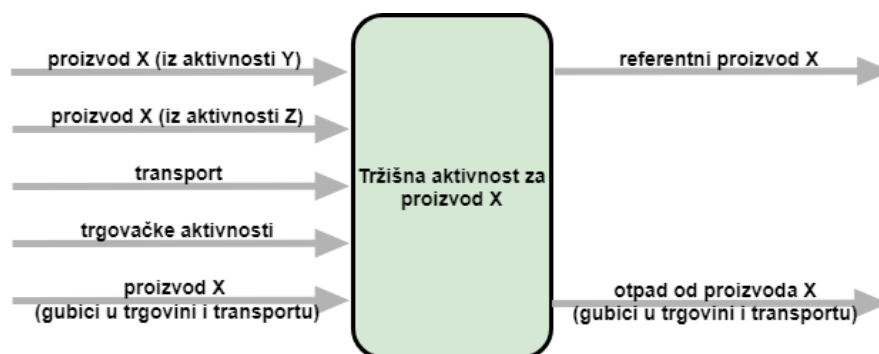 proizvod X (iz aktivnosti Y)
proizvod X (iz aktivnosti Z)
transport
trgovačke aktivnosti
proizvod X
(gubici u trgovini i transportu)
Tržišna aktivnost za
proizvod X
referentni proizvod X
otpad od proizvoda X
(gubici u trgovini i transportu)